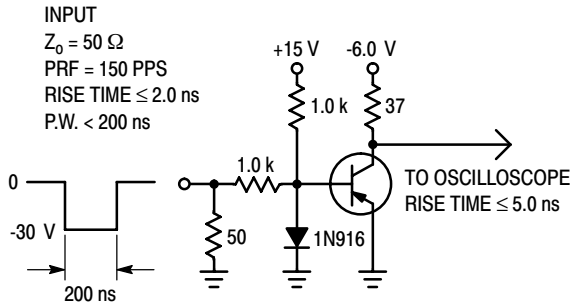 INPUT
Zo = 50 Ω
PRF = 150 PPS
RISE TIME ≤ 2.0 ns
P.W. < 200 ns
+15 V
-6.0 V
1.0 k
37
1.0 k
TO OSCILLOSCOPE
RISE TIME ≤ 5.0 ns
0
-30 V
50
1N916
200 ns